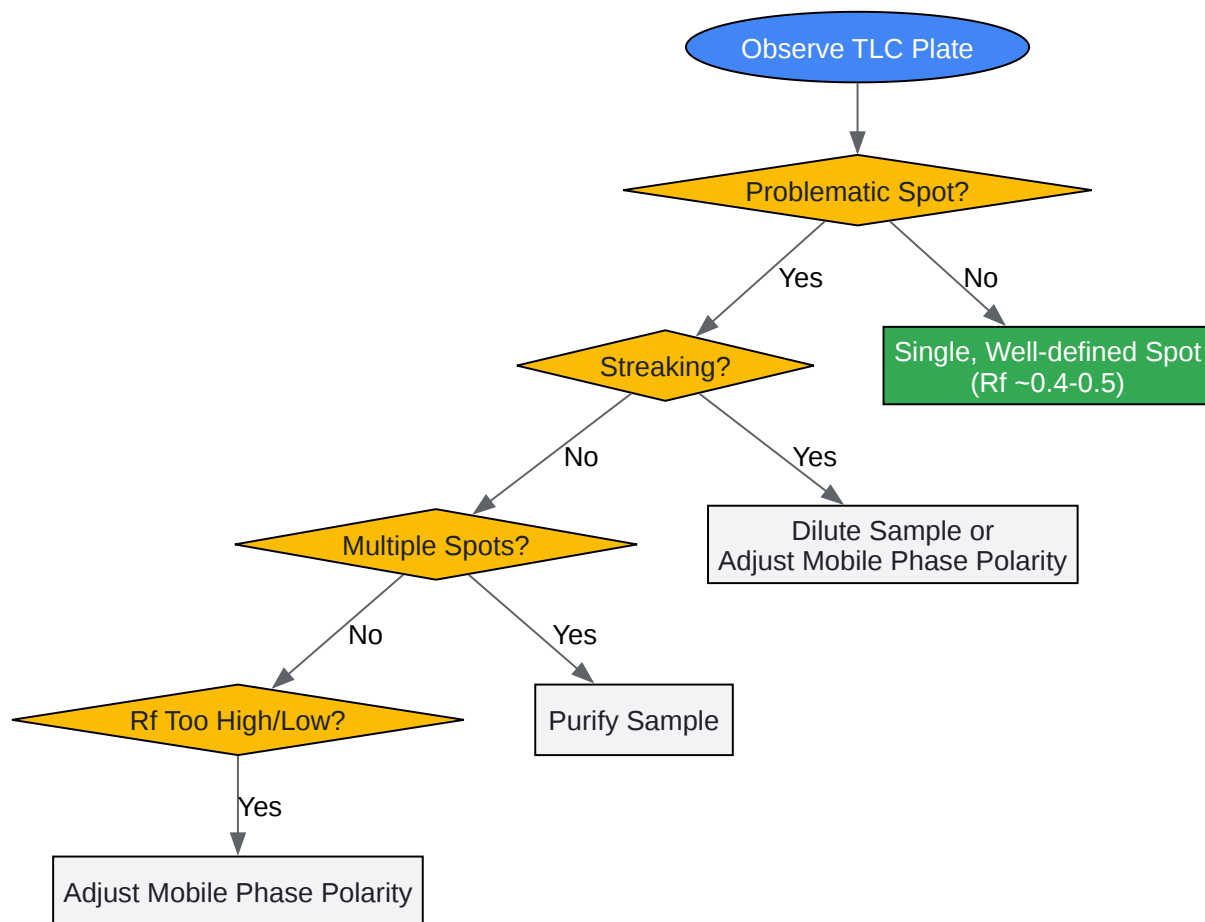 Observe TLC Plate
Problematic Spot?
Yes
No
Streaking?
Single, Well-defined Spot
(Rf ~0.4-0.5)
No
Yes
Multiple Spots?
Dilute Sample or
Adjust Mobile Phase Polarity
No
Yes
Rf Too High/Low?
Purify Sample
Yes
Adjust Mobile Phase Polarity